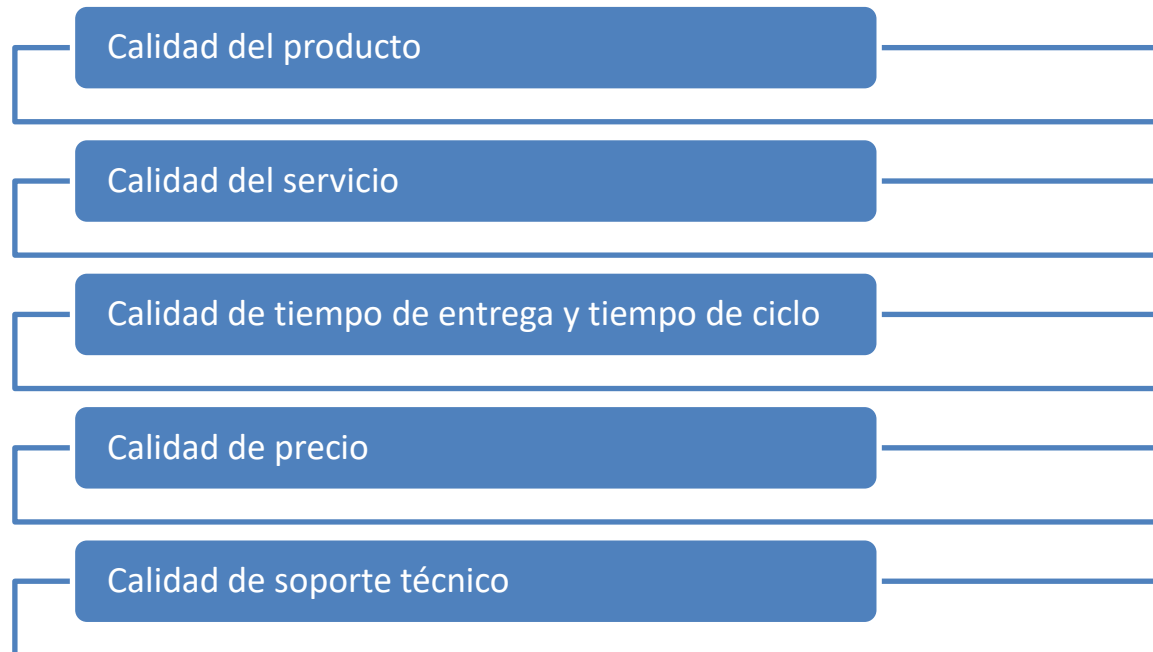 Calidad del producto
Calidad del servicio
Calidad de tiempo de entrega y tiempo de ciclo
Calidad de precio
Calidad de soporte técnico